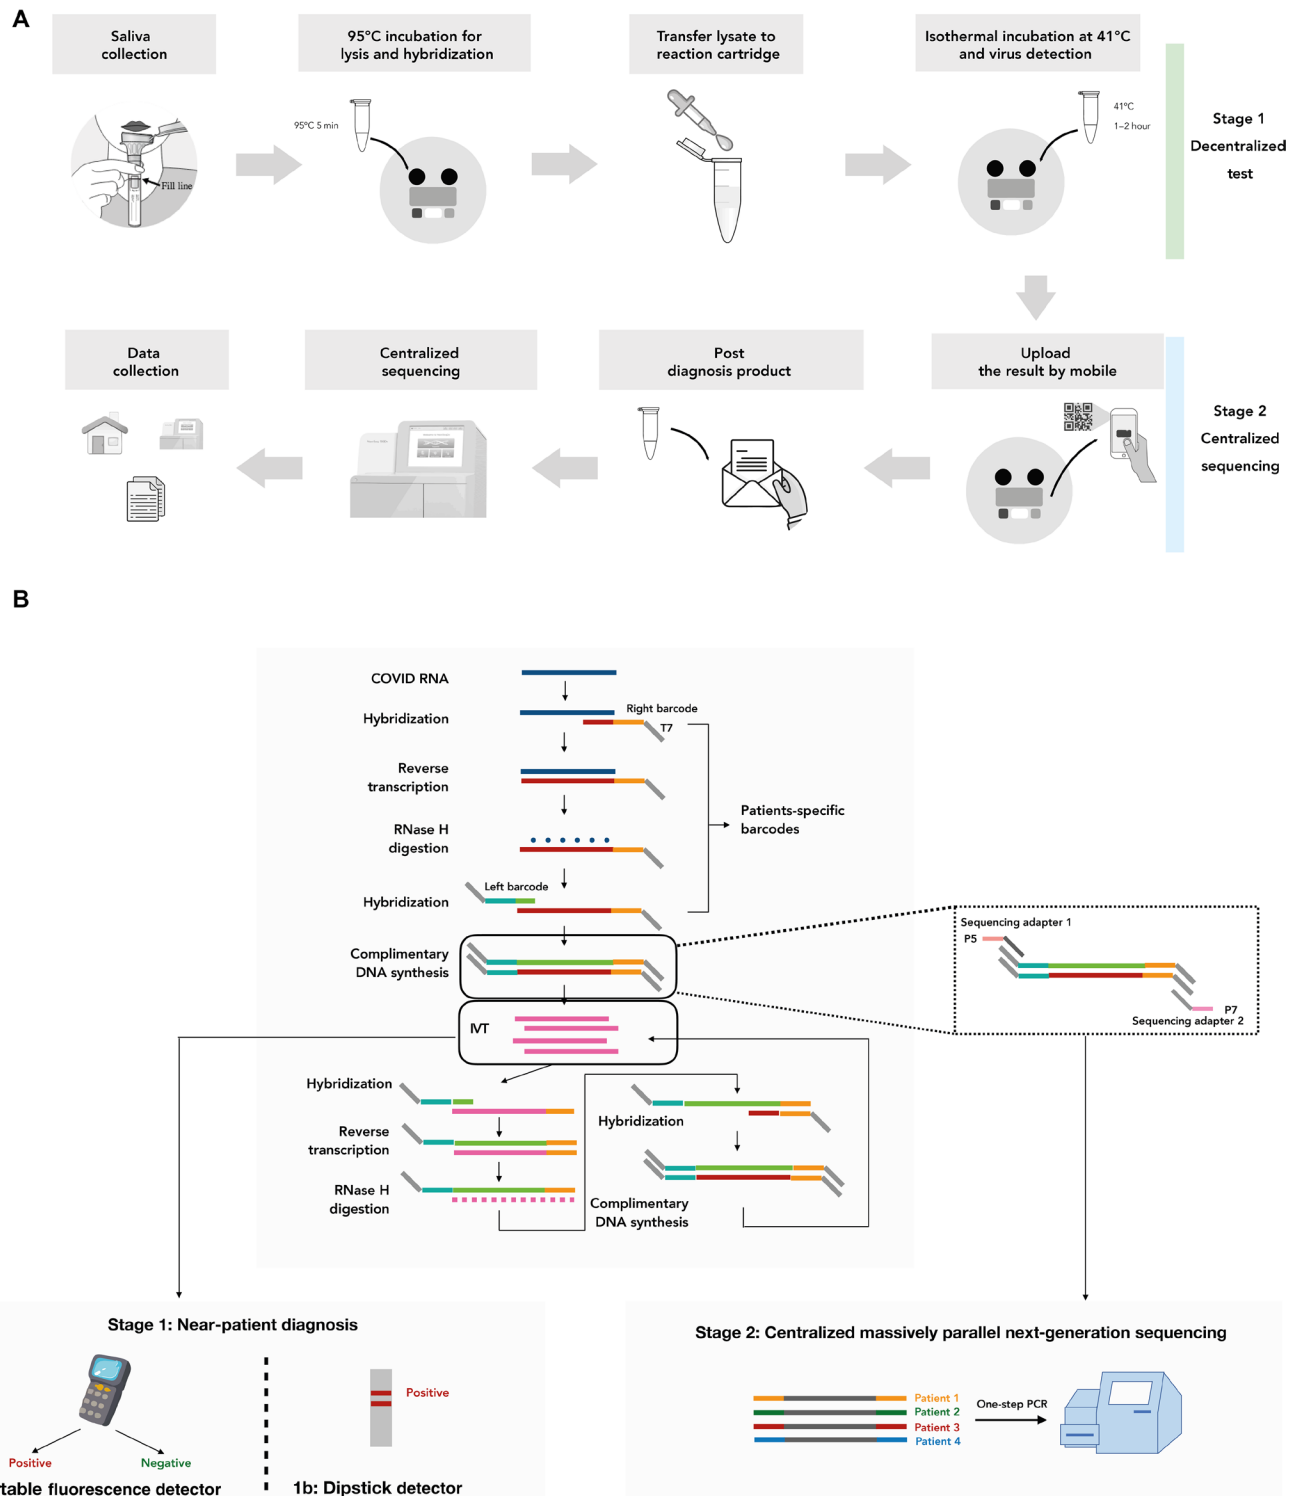 A
Saliva
collection
95°C incubation for
lysis and hybridization
Transfer lysate to
reaction cartridge
Isothermal incubation at 41°C
and virus detection
Fill line
95°C 5 min
41°C
1–2 hour
Stage 1
Decentralized
test
Data
collection
Centralized
sequencing
Post
diagnosis product
Upload
the result by mobile
Stage 2
Centralized
sequencing
B
COVID RNA
Hybridization
Right barcode
T7
Reverse
transcription
Patients-specific
barcodes
RNase H
digestion
Left barcode
Hybridization
Complimentary
DNA synthesis
Sequencing adapter 1
P5
P7
Sequencing adapter 2
IVT
Hybridization
Hybridization
Reverse
transcription
RNase H
digestion
Complimentary
DNA synthesis
Stage 1: Near-patient diagnosis
Positive
Positive
Negative
table fluorescence detector
1b: Dipstick detector
Stage 2: Centralized massively parallel next-generation sequencing
Patient 1
Patient 2
Patient 3
Patient 4
One-step PCR